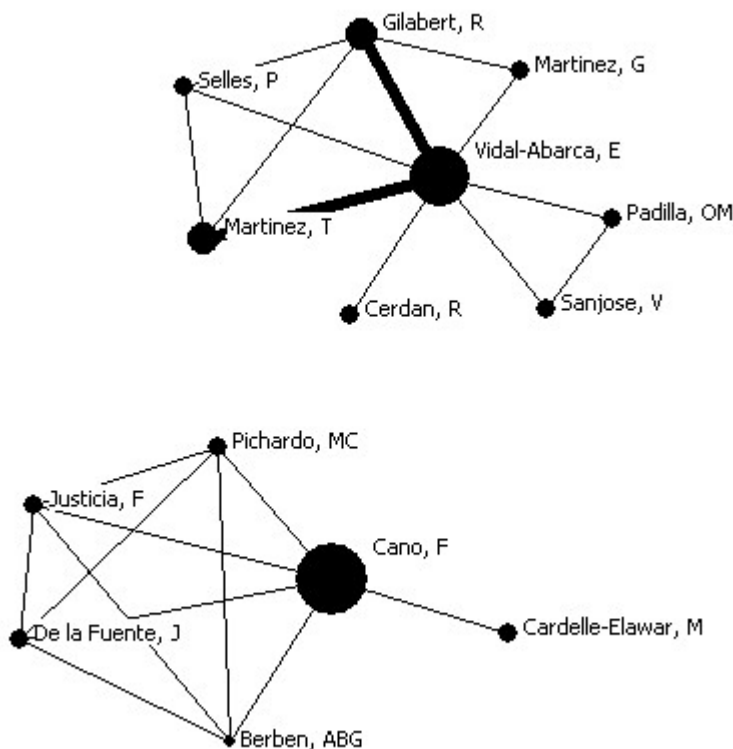 Gilabert, R
Martinez, G
Selles, P
Vidal-Abarca, E
Padilla, OM
Martinez, T
Cerdan, R
Sanjose, V
Pichardo, MC
Justicia, F
Cano, F
De la Fuente, J
Cardelle-Elawar, M
Berben, ABG